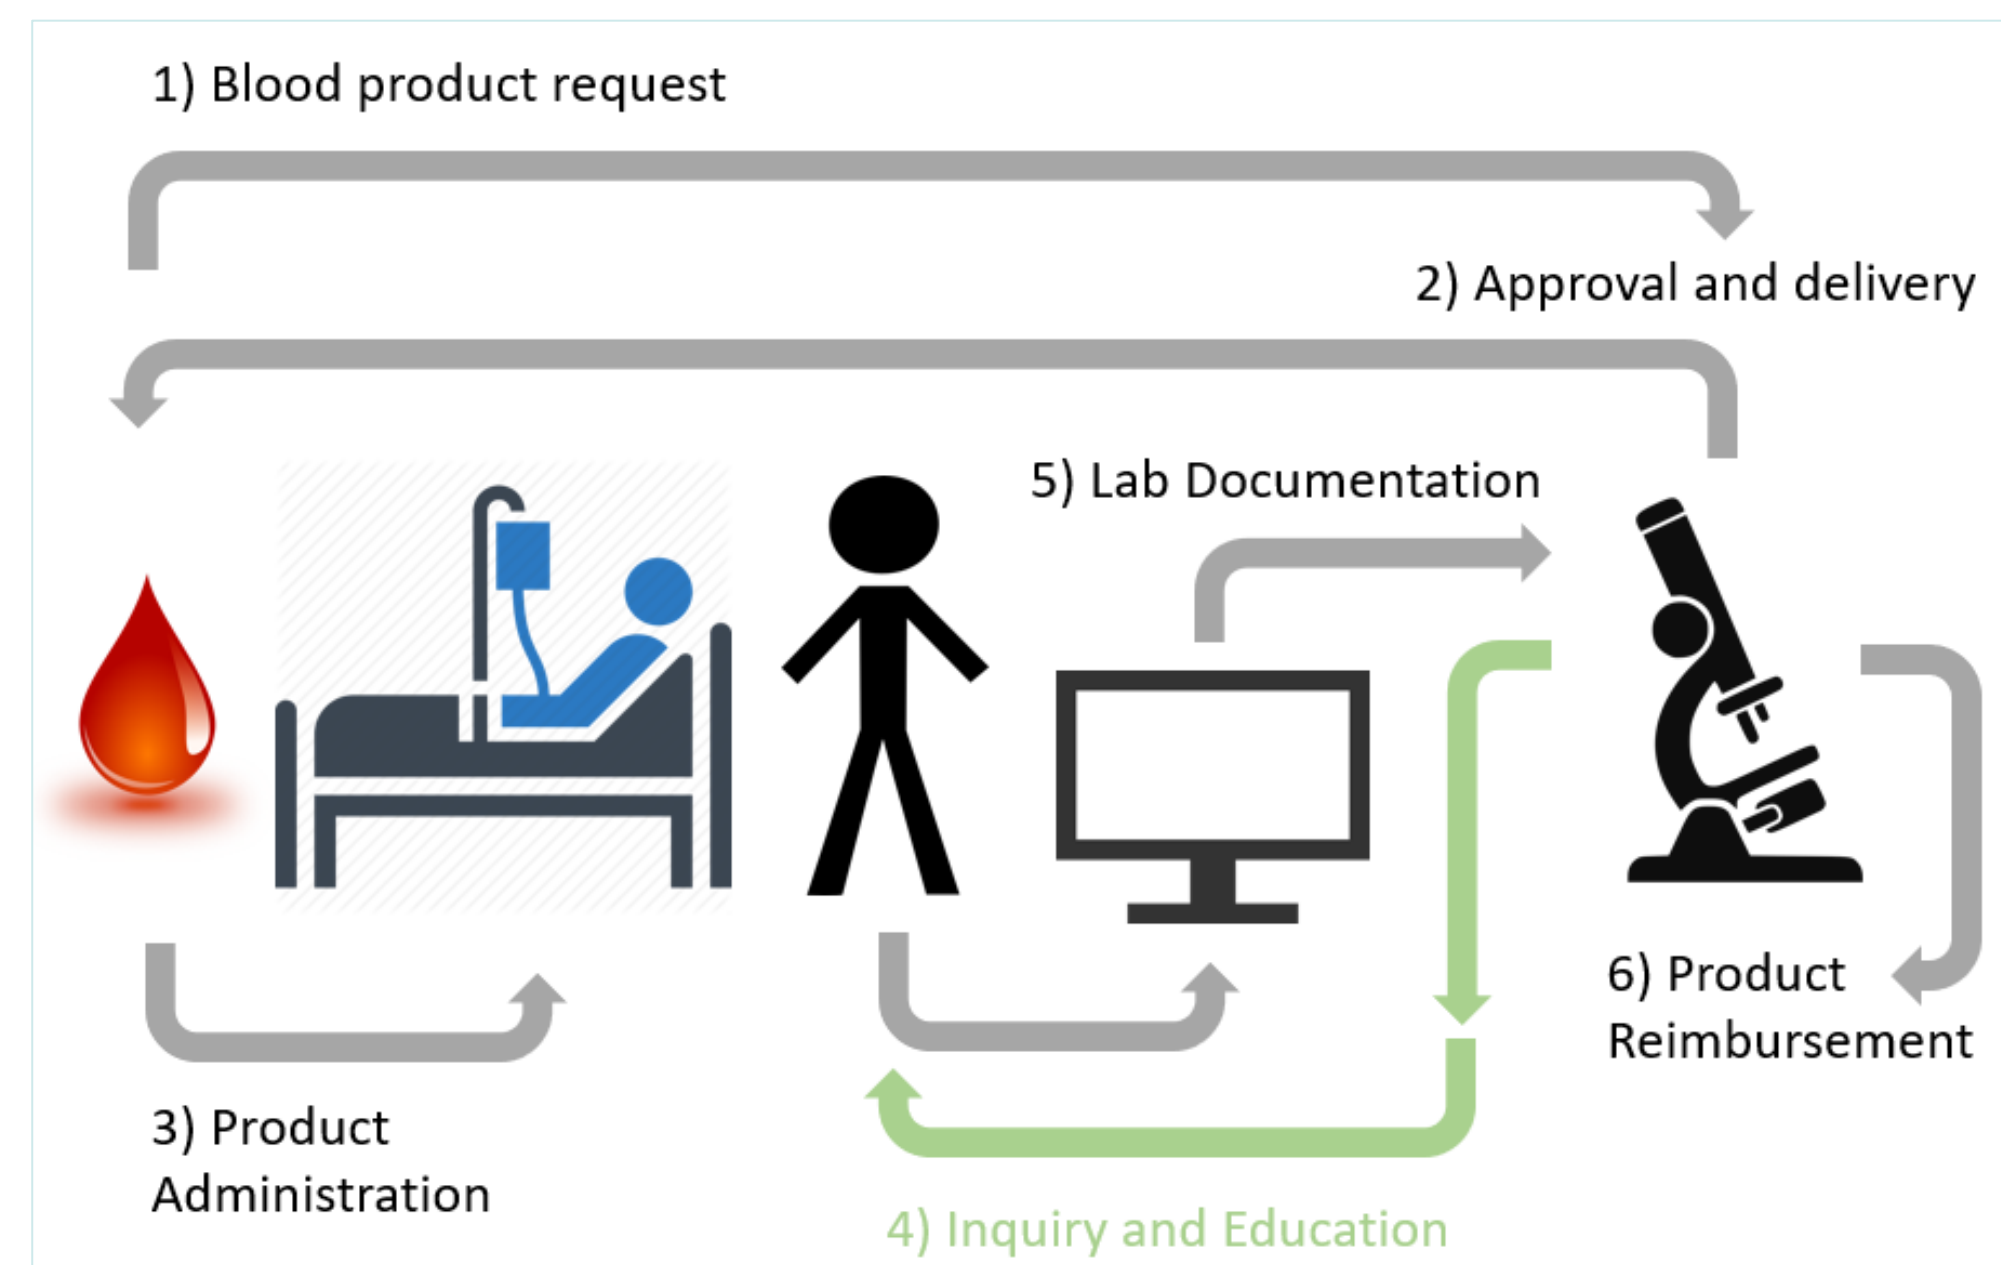 1) Blood product request
2) Approval and delivery
5) Lab Documentation
6) Product
Reimbursement
3) Product
Administration
4) Inquiry and Education